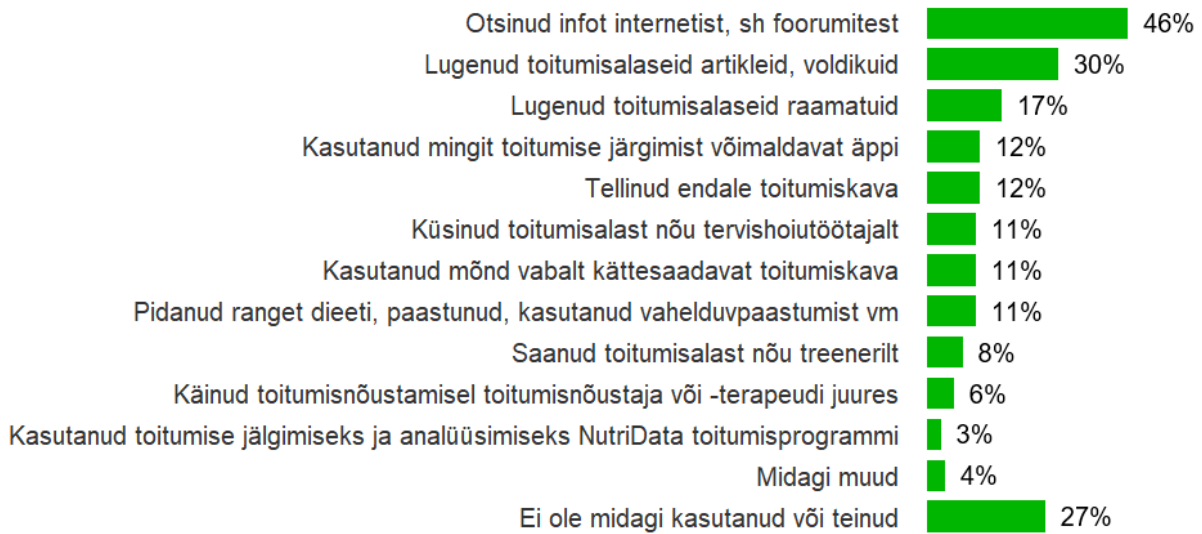 Otsinud infot internetist, sh foorumitest 46%
Lugenud toitumisalaseid artikleid, voldikuid 30%
Lugenud toitumisalaseid raamatuid 17%
Kasutanud mingit toitumise järgimist võimaldavat äppi 12%
Tellinud endale toitumiskava 12%
Küsinud toitumisalast nõu tervishoiutöötajalt 11%
Kasutanud mõnd vabalt kättesaadavat toitumiskava 11%
Pidanud ranget dieeti, paastunud, kasutanud vahelduvpaastumist vm 11%
Saanud toitumisalast nõu treenerilt 8%
Käinud toitumisnõustamisel toitumisnõustaja või -terapeudi juures 6%
Kasutanud toitumise jälgimiseks ja analüüsimiseks NutriData toitumisprogrammi 3%
Midagi muud 4%
Ei ole midagi kasutanud või teinud 27%